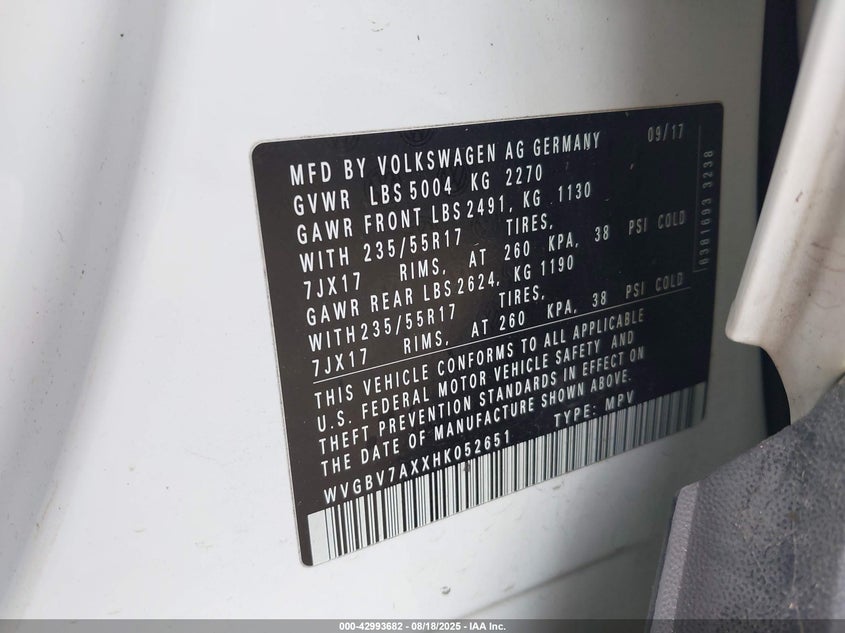 MFD BY VOLKSWAGEN AG GERMANY 09/17
GVWR LBS 5004 KG 2270
GAWR FRONT LBS 2491, KG 1130
WITH 235/55R17 TIRES,
7JX17 RIMS, AT 260 KPA, 38 PSI COLD
GAWR REAR LBS 2624, KG 1190
WITH 235/55R17 TIRES,
7JX17 RIMS, AT 260 KPA, 38 PSI COLD
THIS VEHICLE CONFORMS TO ALL APPLICABLE
U.S. FEDERAL MOTOR VEHICLE SAFETY AND
THEFT PREVENTION STANDARDS IN EFFECT ON
THE DATE OF MANUFACTURE SHOWN ABOVE.
WVGBV7AXXHK052651 TYPE: MPV
000-42993682 - 08/18/2025 - IAA Inc.